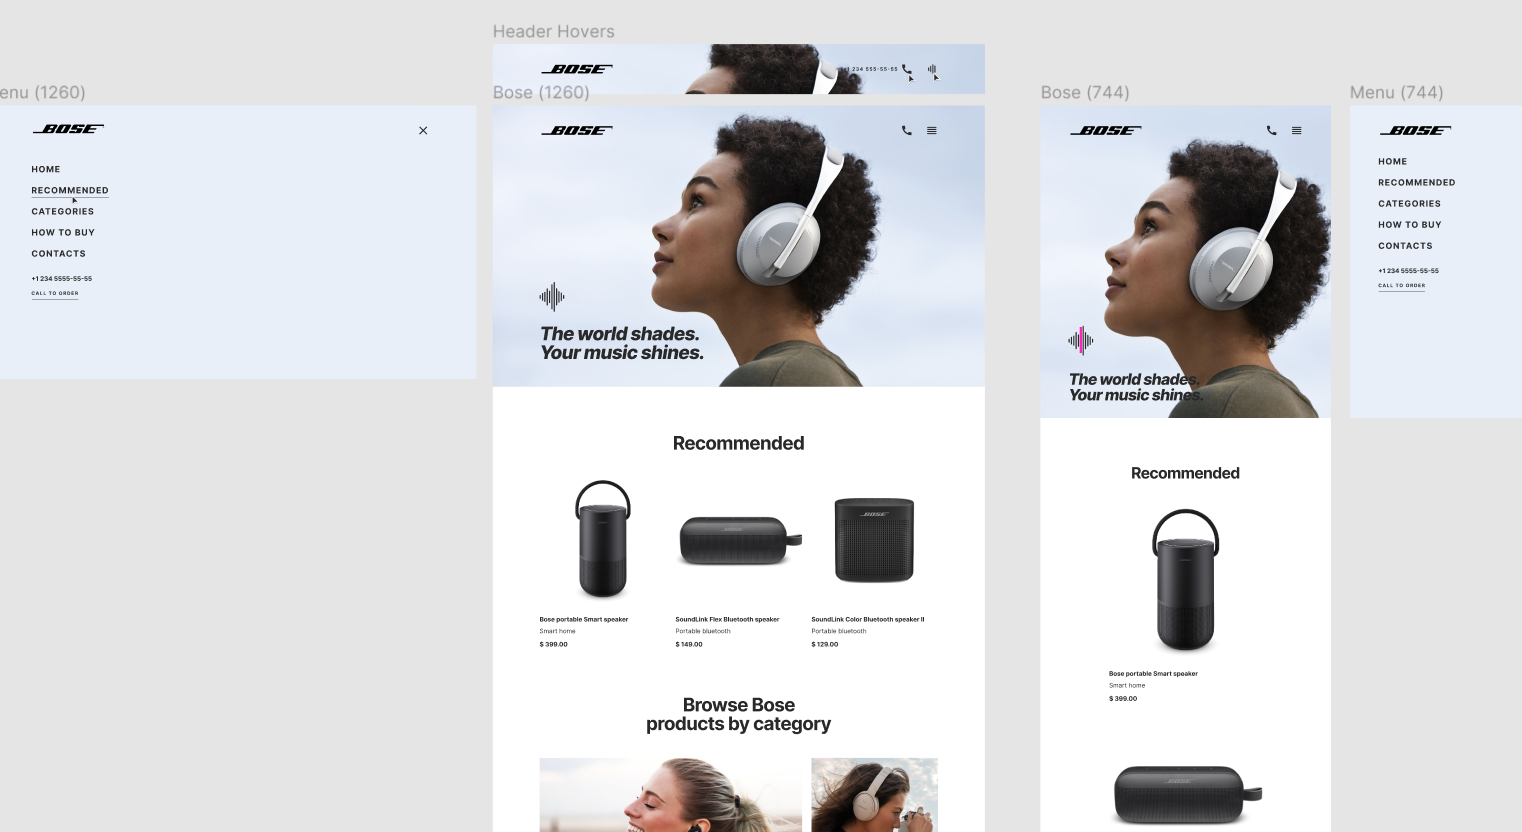 Header Hovers
BOSE
+1 234 555-55-55
enu (1260)
BOSE
HOME
RECOMMENDED
CATEGORIES
HOW TO BUY
CONTACTS
+1 234 5555-55-55
CALL TO ORDER
Bose (1260)
BOSE
The world shades.
Your music shines.
Recommended
BOSE
Bose portable Smart speaker
Smart home
$ 399.00
SoundLink Flex Bluetooth speaker
Portable bluetooth
$ 149.00
SoundLink Color Bluetooth speaker II
Portable bluetooth
$ 129.00
Browse Bose
products by category
Bose (744)
BOSE
The world shades.
Your music shines.
Recommended
Bose portable Smart speaker
Smart home
$ 399.00
BOSE
Menu (744)
BOSE
HOME
RECOMMENDED
CATEGORIES
HOW TO BUY
CONTACTS
+1 234 5555-55-55
CALL TO ORDER